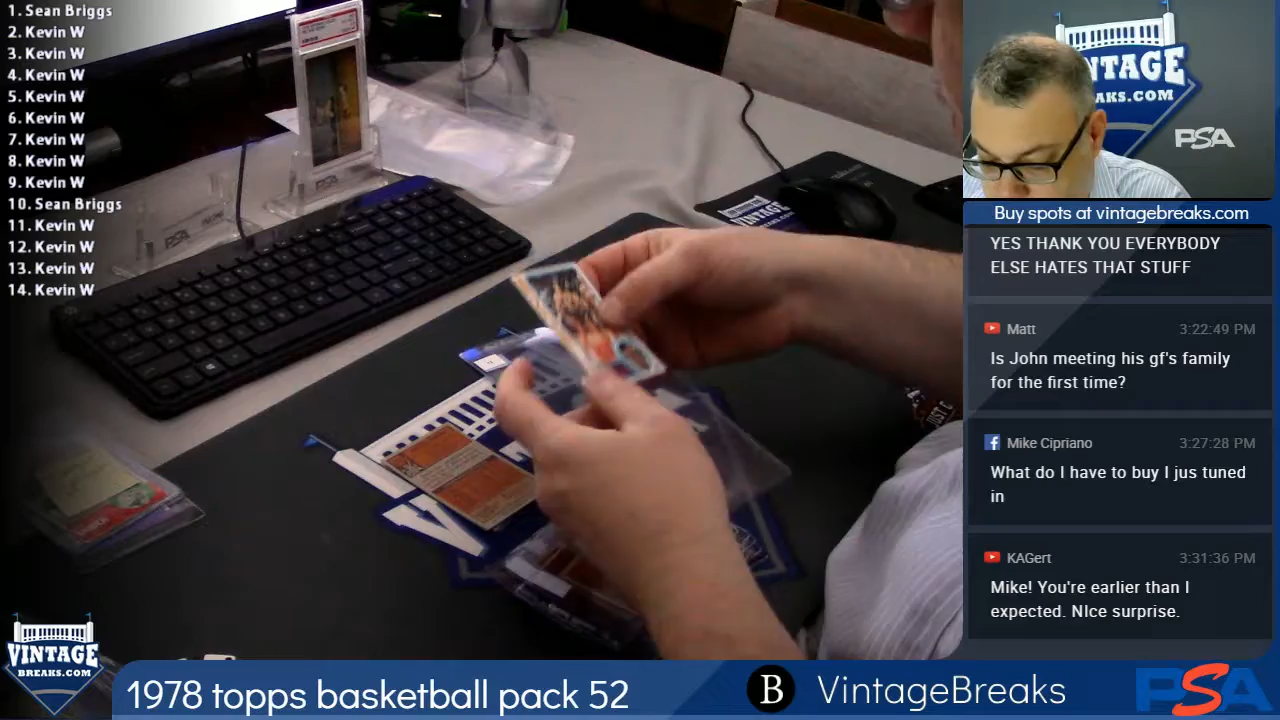 1. Sean Briggs
2. Kevin W
3. Kevin W
4. Kevin W
5. Kevin W
6. Kevin W
7. Kevin W
8. Kevin W
9. Kevin W
10. Sean Briggs
11. Kevin W
12. Kevin W
13. Kevin W
14. Kevin W
VINTAGE
PSA
PSA
NTAGE
AKS.COM
PSA
Buy spots at vintagebreaks.com
YES THANK YOU EVERYBODY
ELSE HATES THAT STUFF
Matt 3:22:49 PM
Is John meeting his gf's family
for the first time?
Mike Cipriano 3:27:28 PM
What do I have to buy I jus tuned
in
KAGert 3:31:36 PM
Mike! You're earlier than I
expected. NIce surprise.
VINTAGE
BREAKS.COM
1978 topps basketball pack 52
B VintageBreaks
PSA